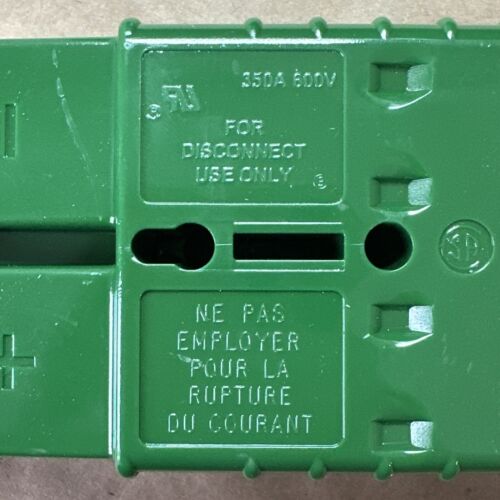 350A 600V
FOR
DISCONNECT
USE ONLY
®
NE PAS
EMPLOYER
POUR LA
RUPTURE
DU COURANT